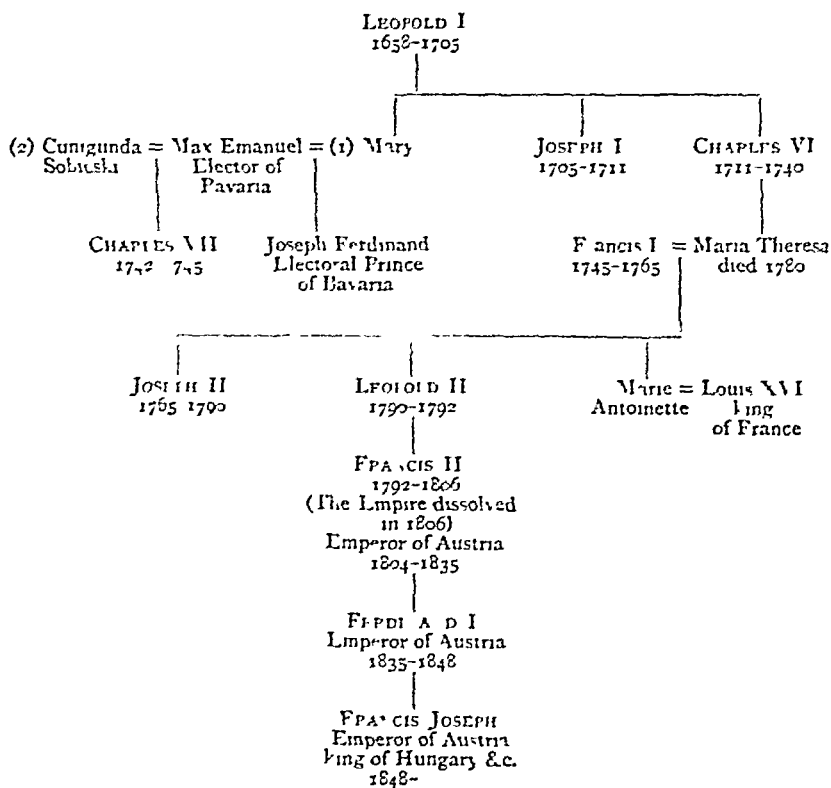 LEOPOLD I
1658-1705
(2) Cunigunda = Max Emanuel = (1) Mary
Sobieski
Elector of
Bavaria
JOSEPH I
1705-1711
CHARLES VI
1711-1740
CHARLES VII
1742 745
Joseph Ferdinand
Electoral Prince
of Bavaria
Francis I = Maria Theresa
1745-1765
died 1780
JOSEPH II
1765 1790
LEOPOLD II
1790-1792
Marie = Louis XVI
Antoinette
King
of France
FRANCIS II
1792-1806
(The Empire dissolved
in 1806)
Emperor of Austria
1804-1835
FERDINAND I
Emperor of Austria
1835-1848
FRANCIS JOSEPH
Emperor of Austria
King of Hungary &c.
1848-